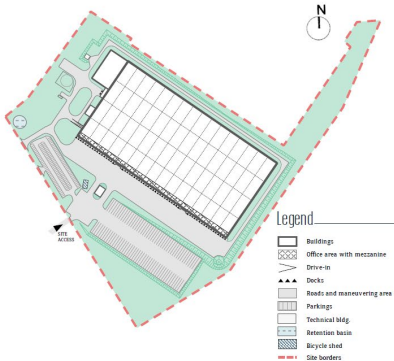 N
SITE
ACCESS
Legend
Buildings
Office area with mezzanine
Drive-in
Docks
Roads and maneuvering area
Parkings
Technical bldg.
Retention basin
Bicycle shed
Site borders